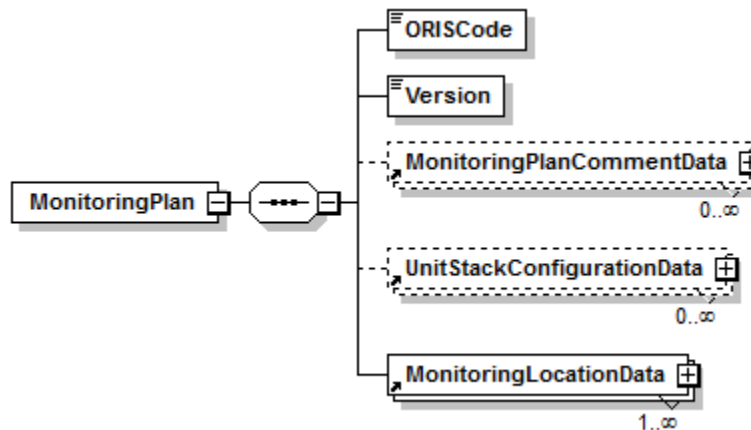 ORISCode
Version
MonitoringPlanCommentData
0..∞
MonitoringPlan
UnitStackConfigurationData
0..∞
MonitoringLocationData
1..∞